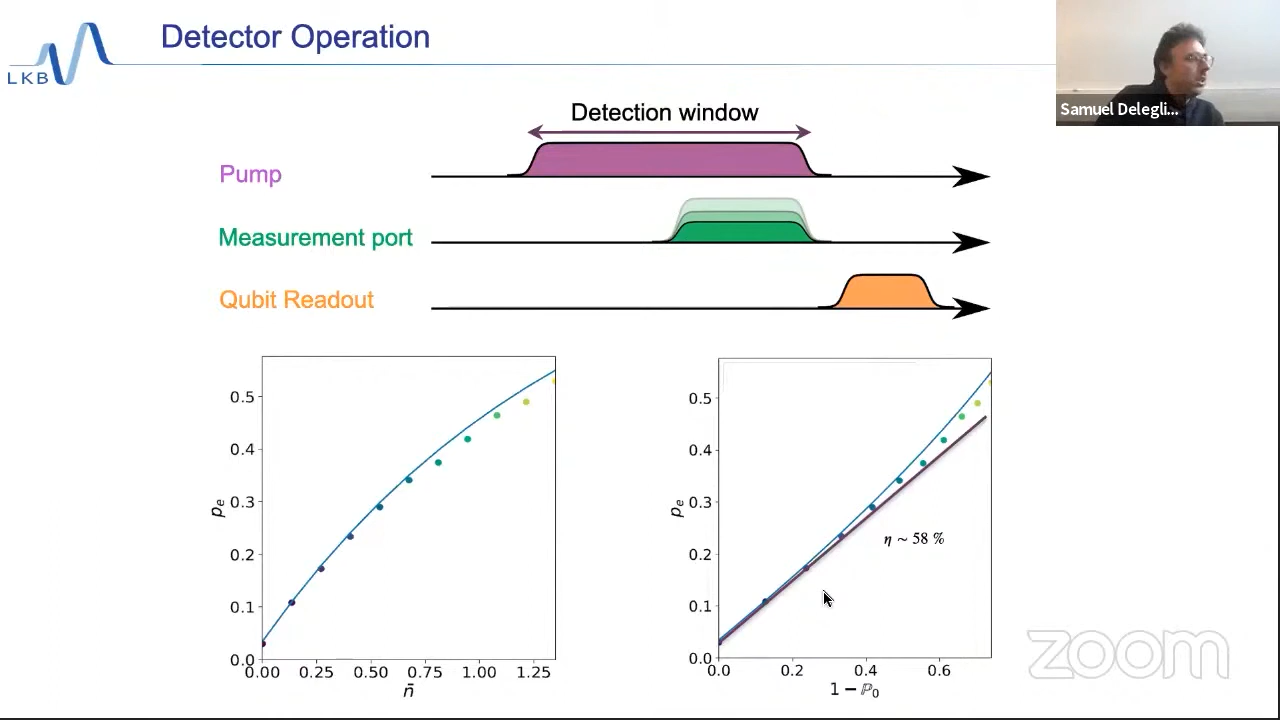 LKB
Detector Operation
Samuel Delegli...
Detection window
Pump
Measurement port
Qubit Readout
0.5
0.4
0.3
0.2
0.1
0.0
pₑ
0.00 0.25 0.50 0.75 1.00 1.25
n̄
0.5
0.4
0.3
0.2
0.1
0.0
pₑ
η ~ 58 %
0.0 0.2 0.4 0.6
1 − ℙ₀
zoom